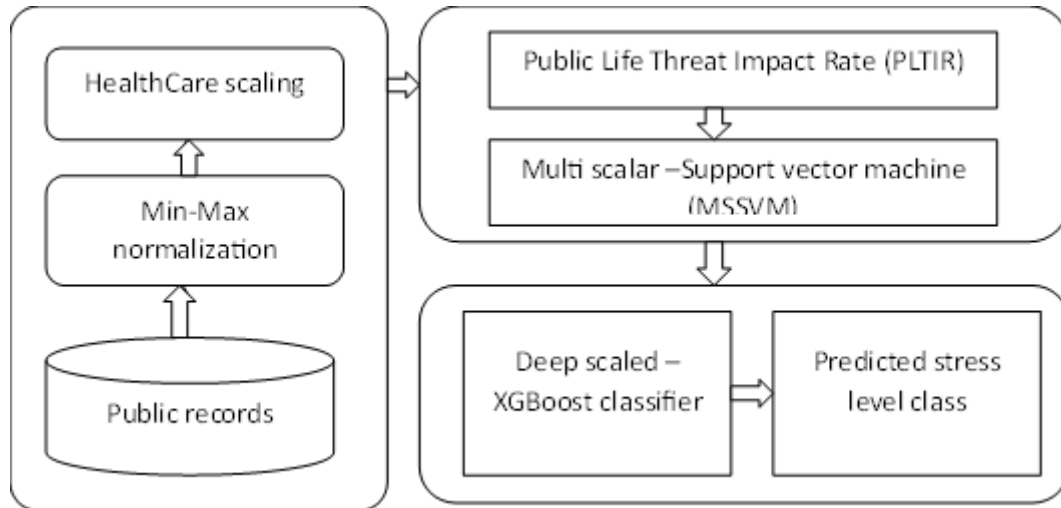 HealthCare scaling
Min-Max
normalization
Public records
Public Life Threat Impact Rate (PLTIR)
Multi scalar –Support vector machine
(MSSVM)
Deep scaled –
XGBoost classifier
Predicted stress
level class